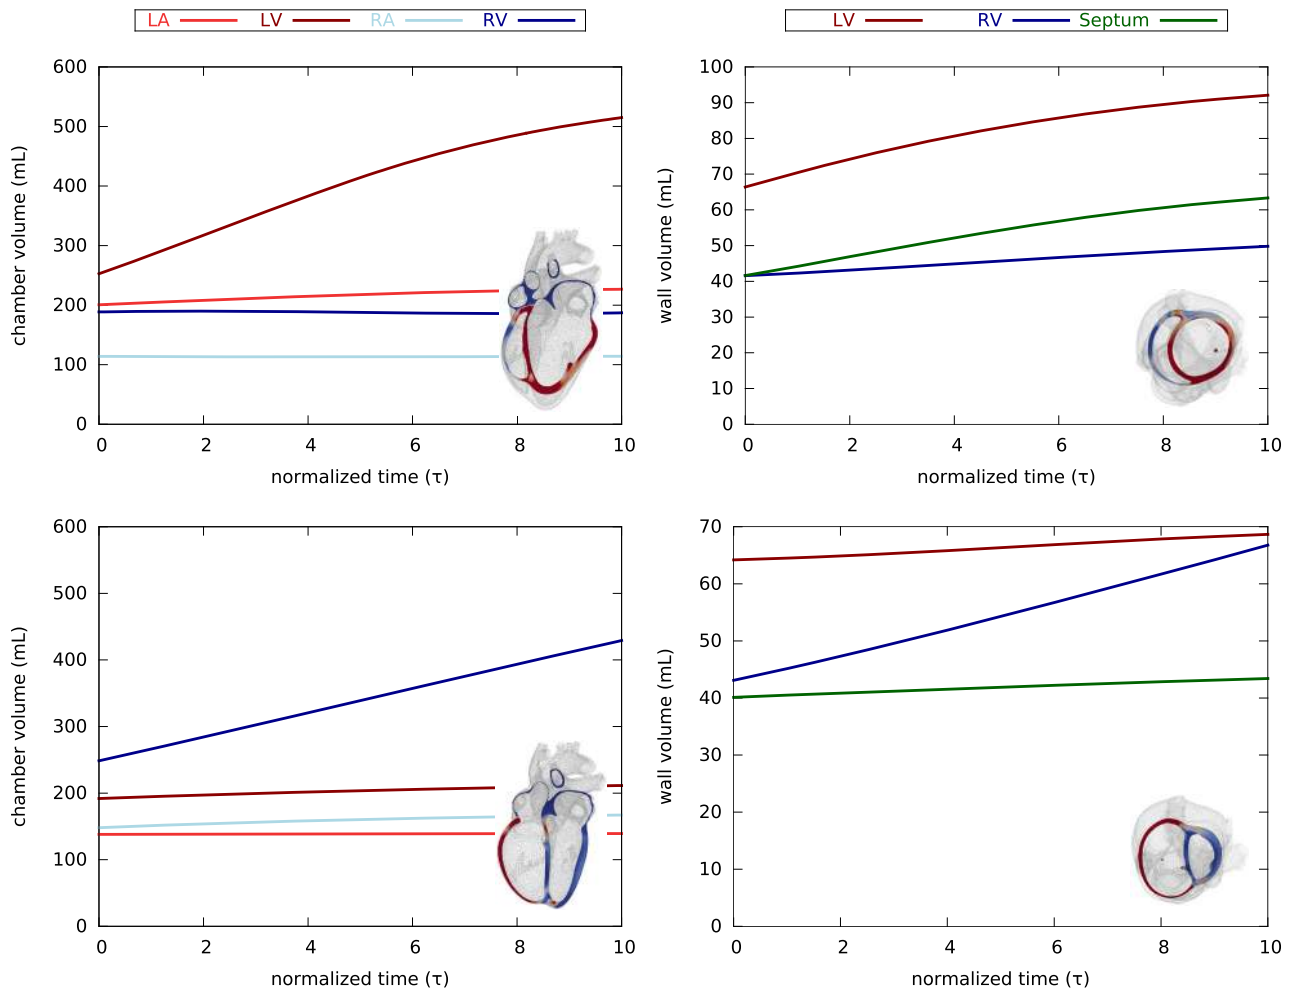 LA LV RA RV
LV RV Septum
600
500
400
300
200
100
0
chamber volume (mL)
0 2 4 6 8 10
normalized time (τ)
100
90
80
70
60
50
40
30
20
10
0
wall volume (mL)
0 2 4 6 8 10
normalized time (τ)
600
500
400
300
200
100
0
chamber volume (mL)
0 2 4 6 8 10
normalized time (τ)
70
60
50
40
30
20
10
0
wall volume (mL)
0 2 4 6 8 10
normalized time (τ)